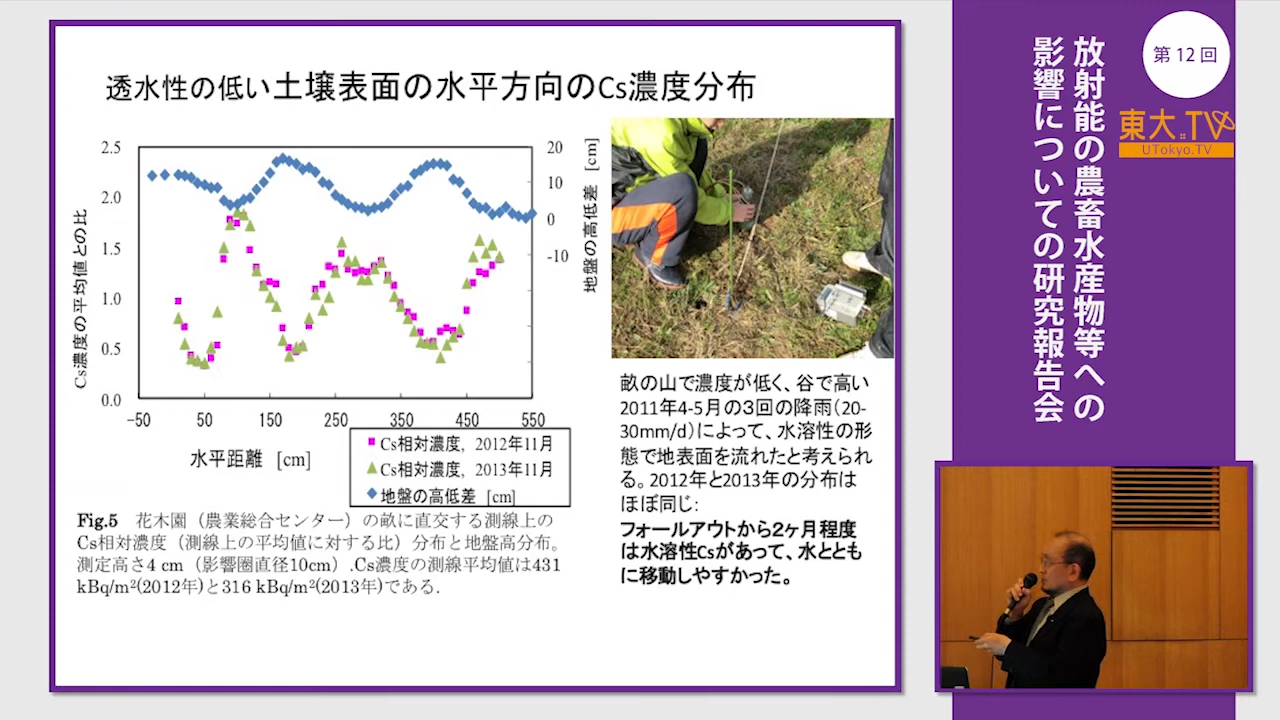 透水性の低い土壌表面の水平方向のCs濃度分布
2.5
2.0
1.5
1.0
0.5
0.0
Cs濃度の平均値との比
20
10
0
-10
地盤の高低差 [cm]
-50 50 150 250 350 450 550
水平距離 [cm]
Cs相対濃度, 2012年11月
Cs相対濃度, 2013年11月
地盤の高低差 [cm]
Fig.5 花木園（農業総合センター）の畝に直交する測線上の
Cs相対濃度（測線上の平均値に対する比）分布と地盤高分布。
測定高さ4 cm（影響圏直径10cm）.Cs濃度の測線平均値は431
kBq/m²(2012年)と316 kBq/m²(2013年)である.
畝の山で濃度が低く、谷で高い
2011年4-5月の３回の降雨(20-
30mm/d)によって、水溶性の形
態で地表面を流れたと考えられ
る。2012年と2013年の分布は
ほぼ同じ:
フォールアウトから２ヶ月程度
は水溶性Csがあって、水ととも
に移動しやすかった。
第12回
放射能の農畜水産物等への
影響についての研究報告会
東大.TV
UTokyo.TV